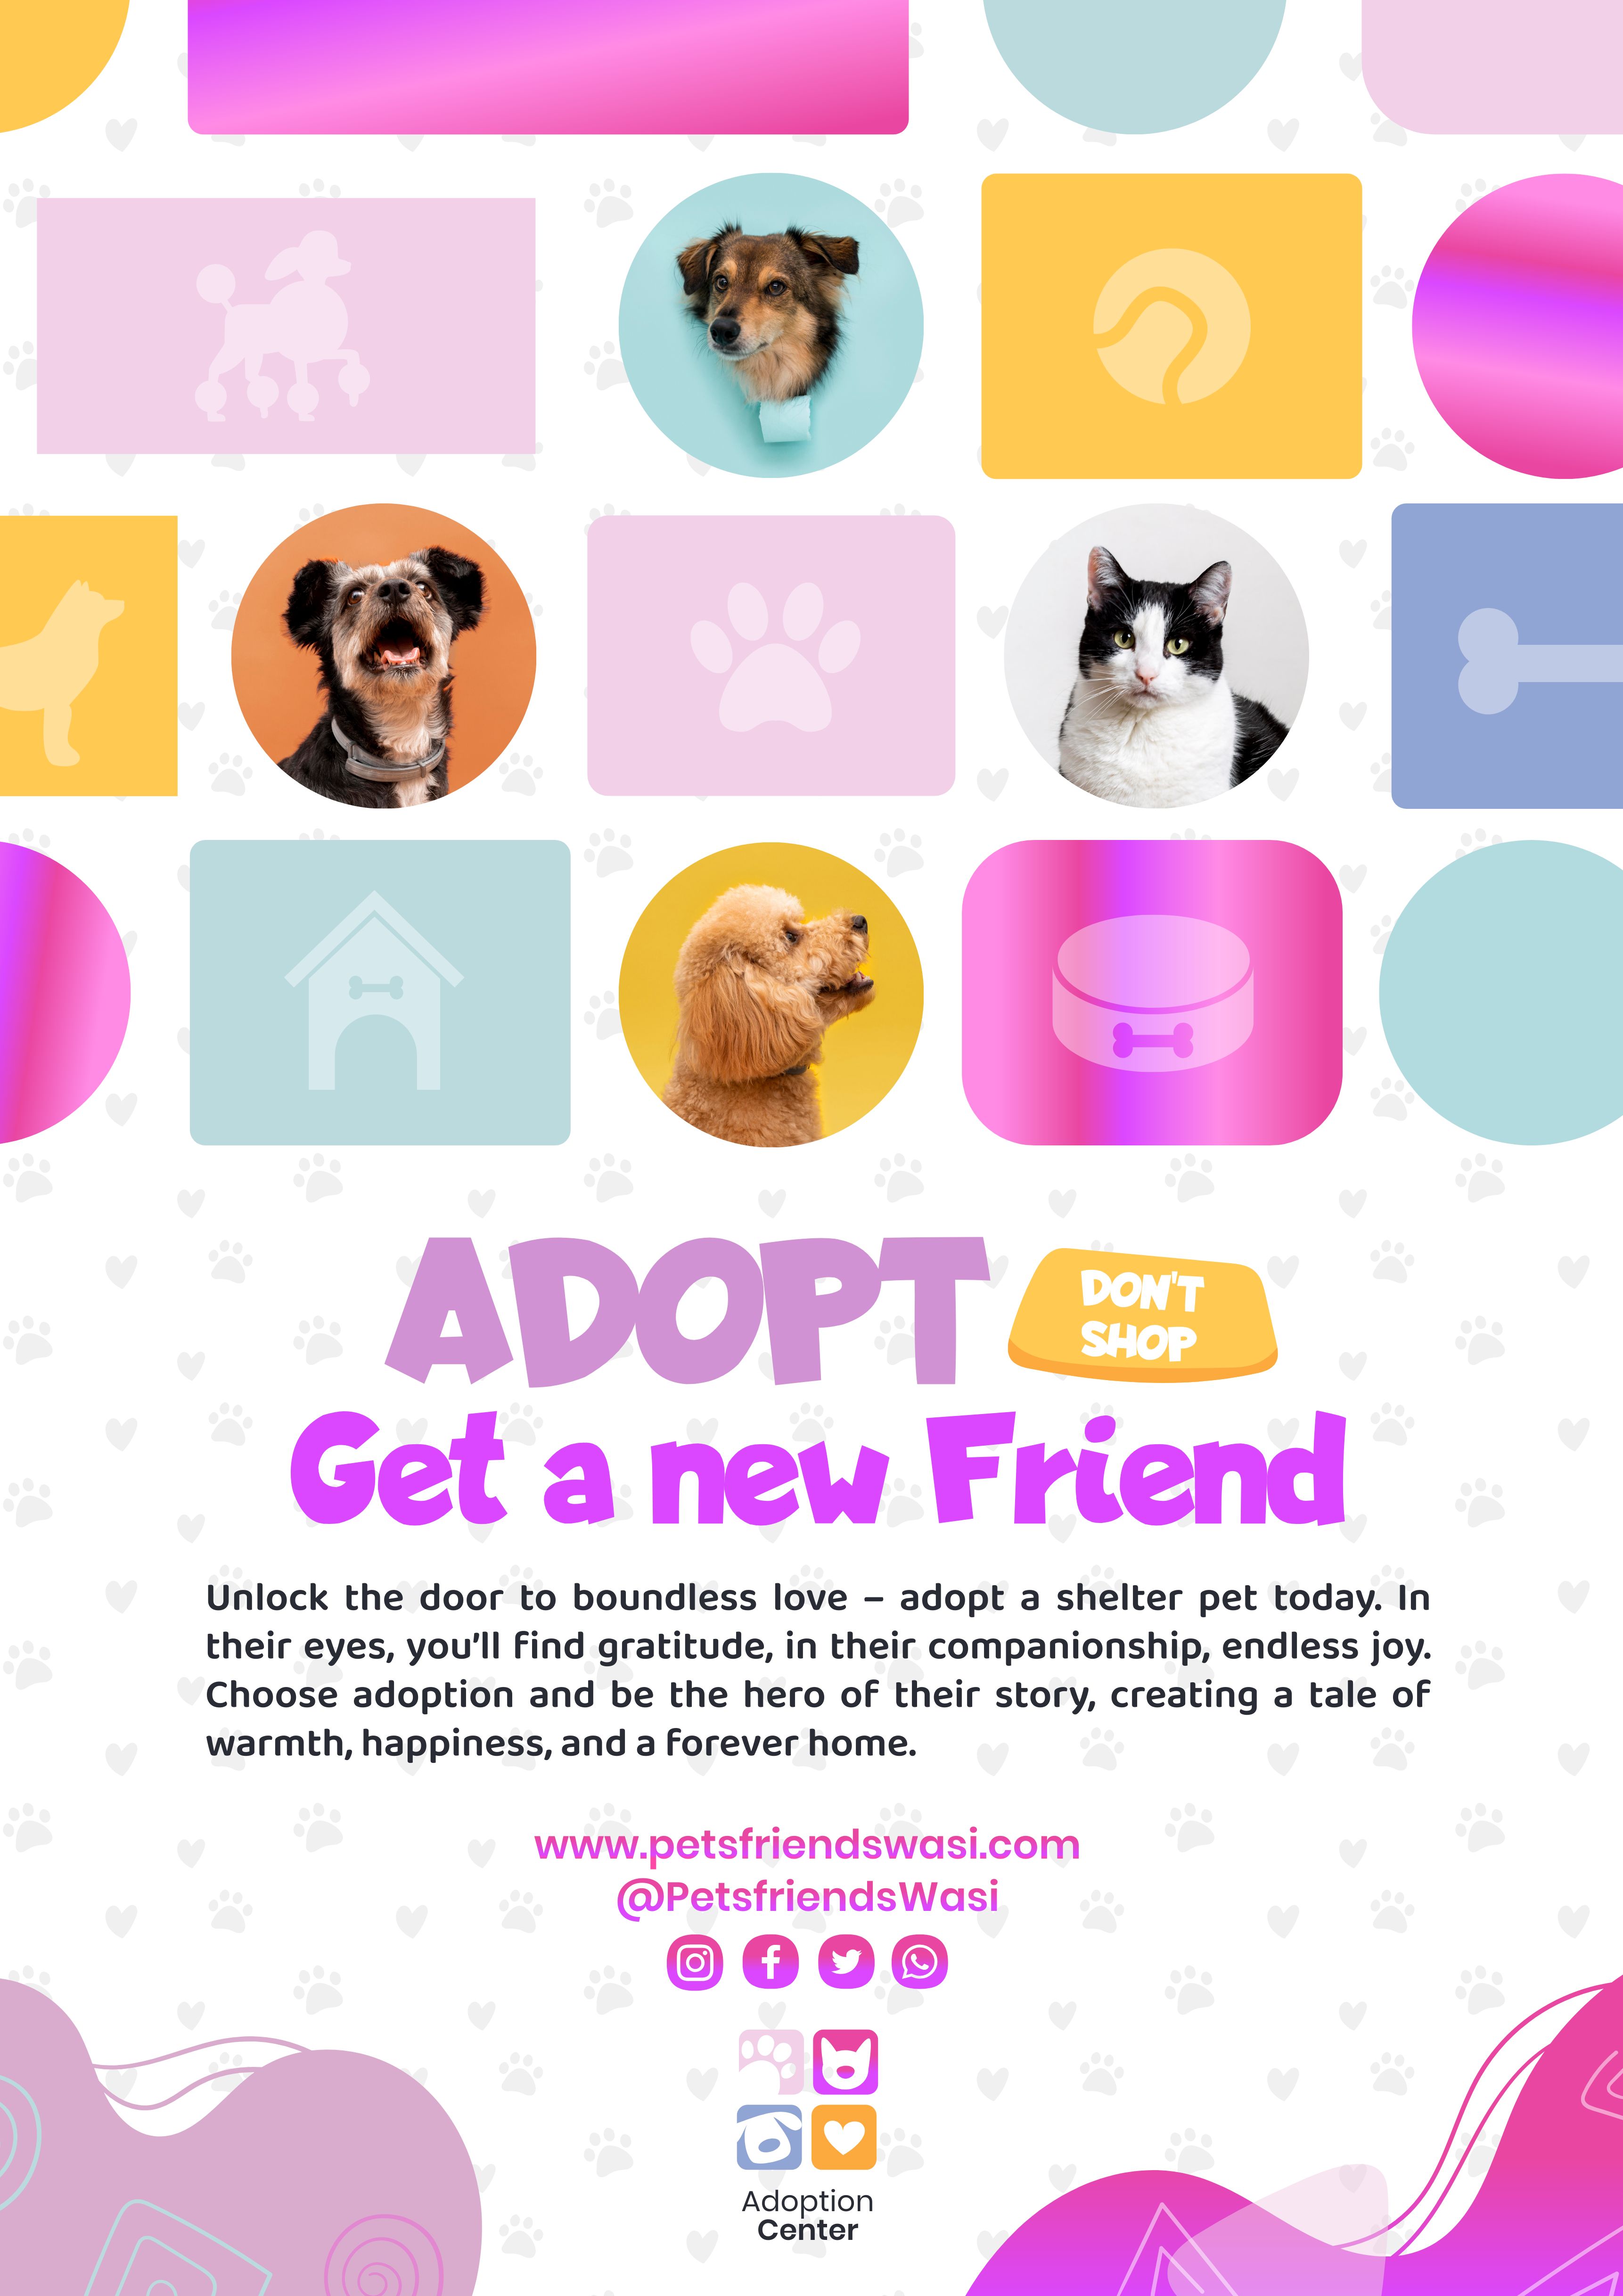 ADOPT
DON'T
SHOP
Get a new Friend
Unlock the door to boundless love – adopt a shelter pet today. In
their eyes, you’ll find gratitude, in their companionship, endless joy.
Choose adoption and be the hero of their story, creating a tale of
warmth, happiness, and a forever home.
www.petsfriendswasi.com
@PetsfriendsWasi
Adoption
Center